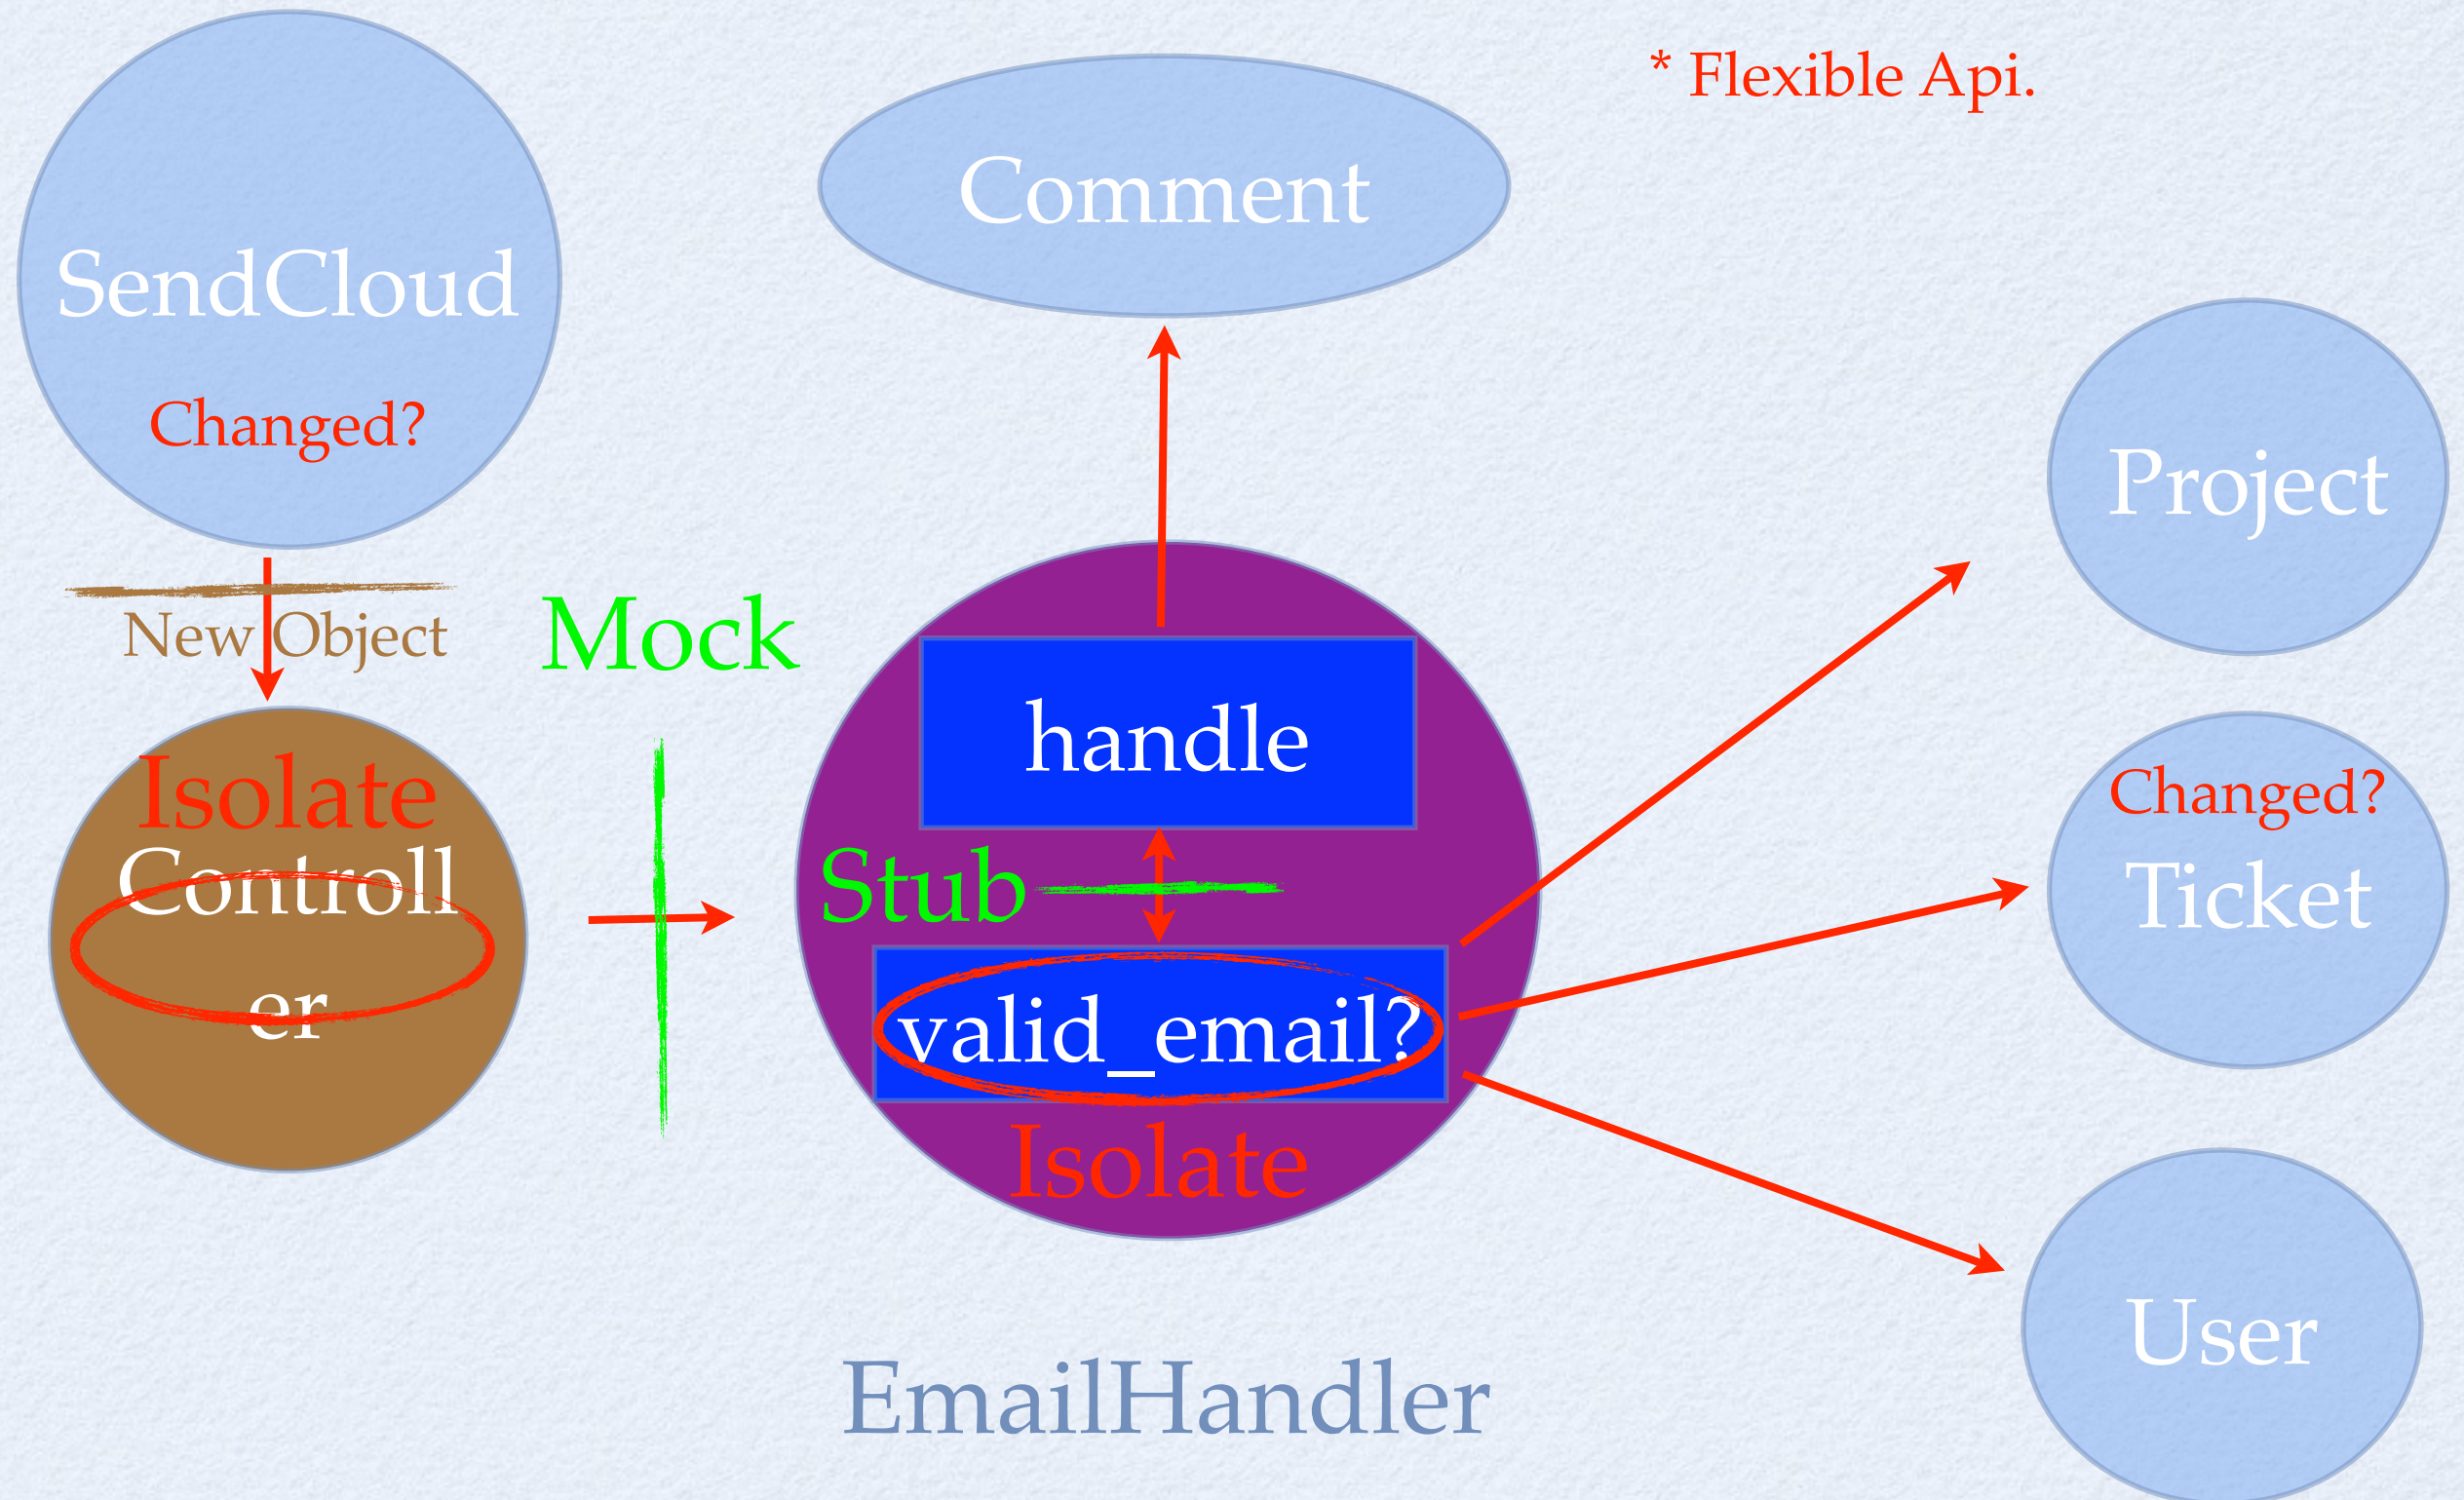 * Flexible Api.
Comment
SendCloud
Changed?
Project
New Object
Mock
handle
Isolate
Controll
er
Stub
valid_email?
Isolate
Changed?
Ticket
User
EmailHandler